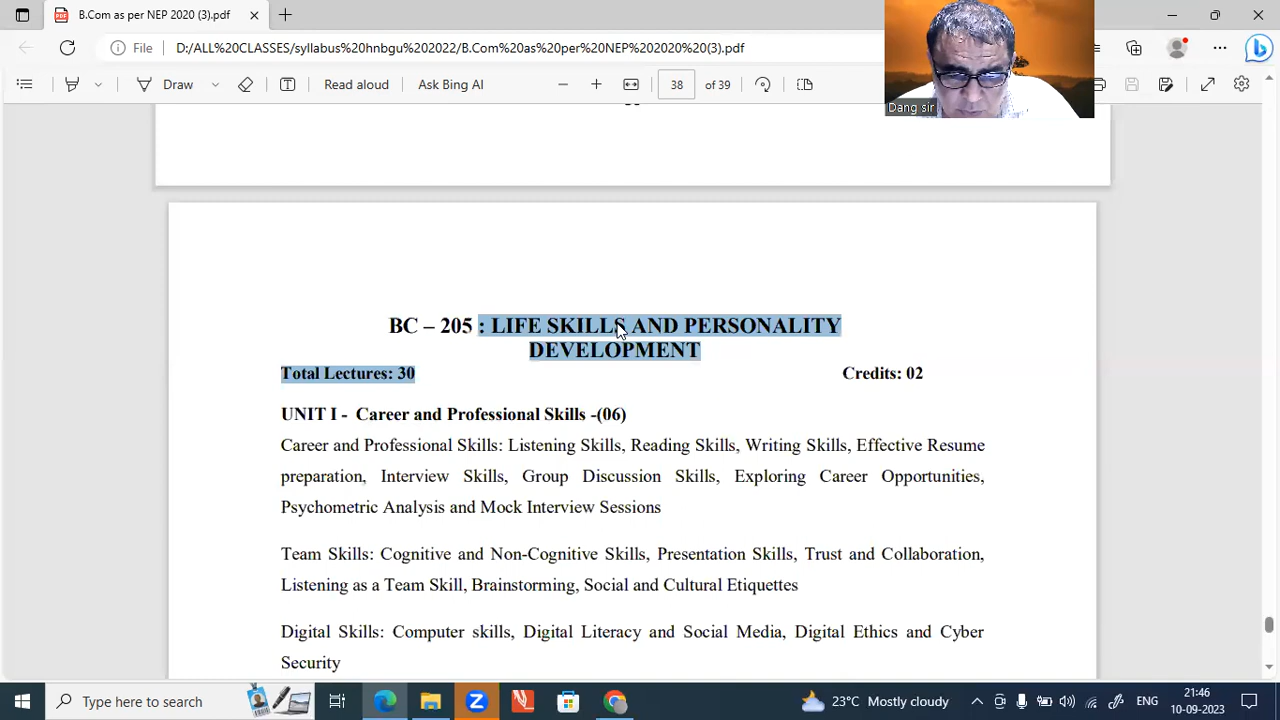 B.Com as per NEP 2020 (3).pdf
File
D:/ALL%20CLASSES/syllabus%20hnbgu%202022/B.Com%20as%20per%20NEP%202020%20(3).pdf
Draw
Read aloud
Ask Bing AI
38
of 39
Dang sir
BC – 205 : LIFE SKILLS AND PERSONALITY
DEVELOPMENT
Total Lectures: 30
Credits: 02
UNIT I - Career and Professional Skills -(06)
Career and Professional Skills: Listening Skills, Reading Skills, Writing Skills, Effective Resume
preparation, Interview Skills, Group Discussion Skills, Exploring Career Opportunities,
Psychometric Analysis and Mock Interview Sessions
Team Skills: Cognitive and Non-Cognitive Skills, Presentation Skills, Trust and Collaboration,
Listening as a Team Skill, Brainstorming, Social and Cultural Etiquettes
Digital Skills: Computer skills, Digital Literacy and Social Media, Digital Ethics and Cyber
Security
Type here to search
23°C Mostly cloudy
ENG
21:46
10-09-2023